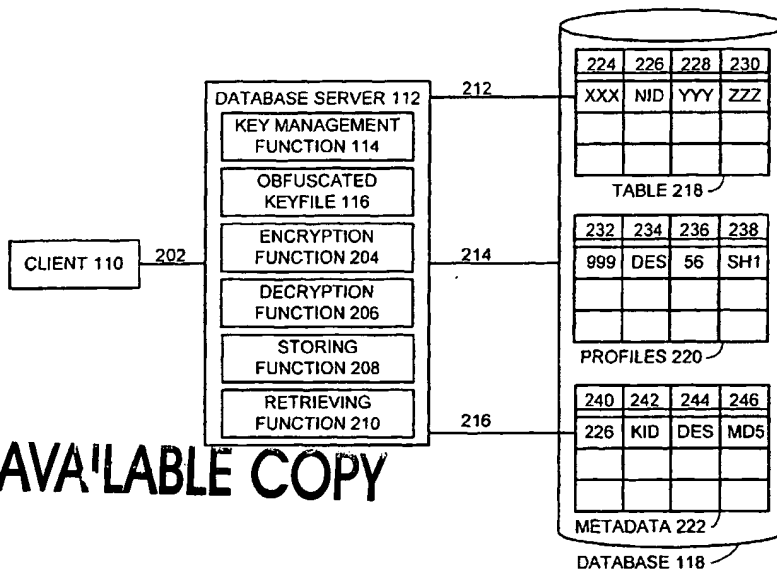 CLIENT 110
202
DATABASE SERVER 112
KEY MANAGEMENT
FUNCTION 114
OBFUSCATED
KEYFILE 116
ENCRYPTION
FUNCTION 204
DECRYPTION
FUNCTION 206
STORING
FUNCTION 208
RETRIEVING
FUNCTION 210
212
214
216
224 226 228 230
XXX NID YYY ZZZ
TABLE 218
232 234 236 238
999 DES 56 SH1
PROFILES 220
240 242 244 246
226 KID DES MD5
METADATA 222
DATABASE 118
AVAILABLE COPY